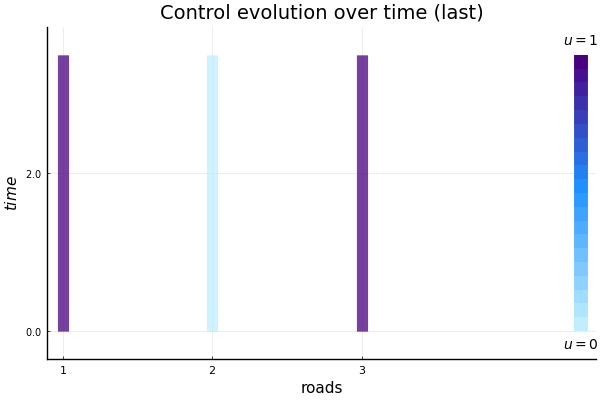 Control evolution over time (last)
u = 1
2.0
time
0.0
u = 0
1 2 3
roads